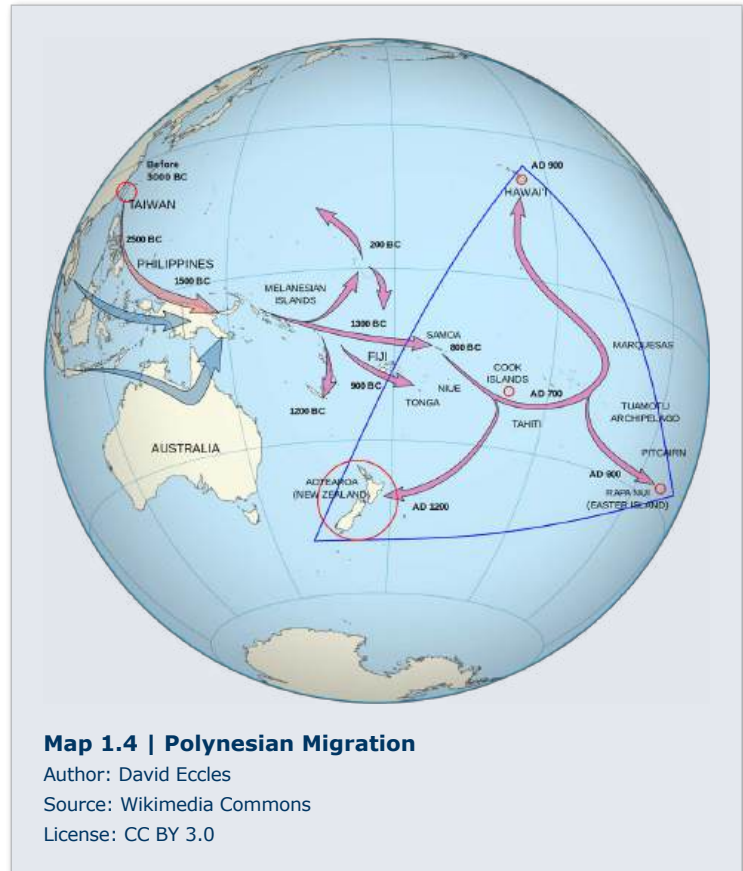 Before
3000 BC
TAIWAN
2500 BC
PHILIPPINES
1500 BC
MELANESIAN
ISLANDS
200 BC
1300 BC
FIJI
900 BC
1200 BC
SAMOA
800 BC
NIUE
TONGA
COOK
ISLANDS
AD 700
TAHITI
AD 900
HAWAI'I
MARQUESAS
TUAMOTU
ARCHIPELAGO
PITCAIRN
AD 900
RAPA NUI
(EASTER ISLAND)
AUSTRALIA
AOTEAROA
(NEW ZEALAND)
AD 1200
Map 1.4 | Polynesian Migration
Author: David Eccles
Source: Wikimedia Commons
License: CC BY 3.0